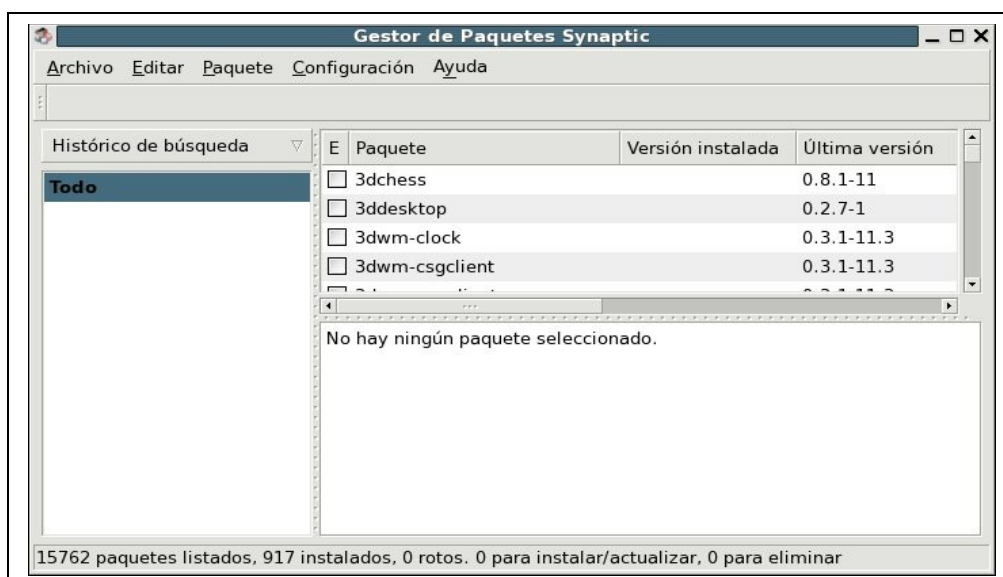 Gestor de Paquetes Synaptic
Archivo Editar Paquete Configuración Ayuda
Histórico de búsqueda
Todo
E Paquete Versión instalada Última versión
3dchess 0.8.1-11
3ddesktop 0.2.7-1
3dwm-clock 0.3.1-11.3
3dwm-csgclient 0.3.1-11.3
No hay ningún paquete seleccionado.
15762 paquetes listados, 917 instalados, 0 rotos. 0 para instalar/actualizar, 0 para eliminar